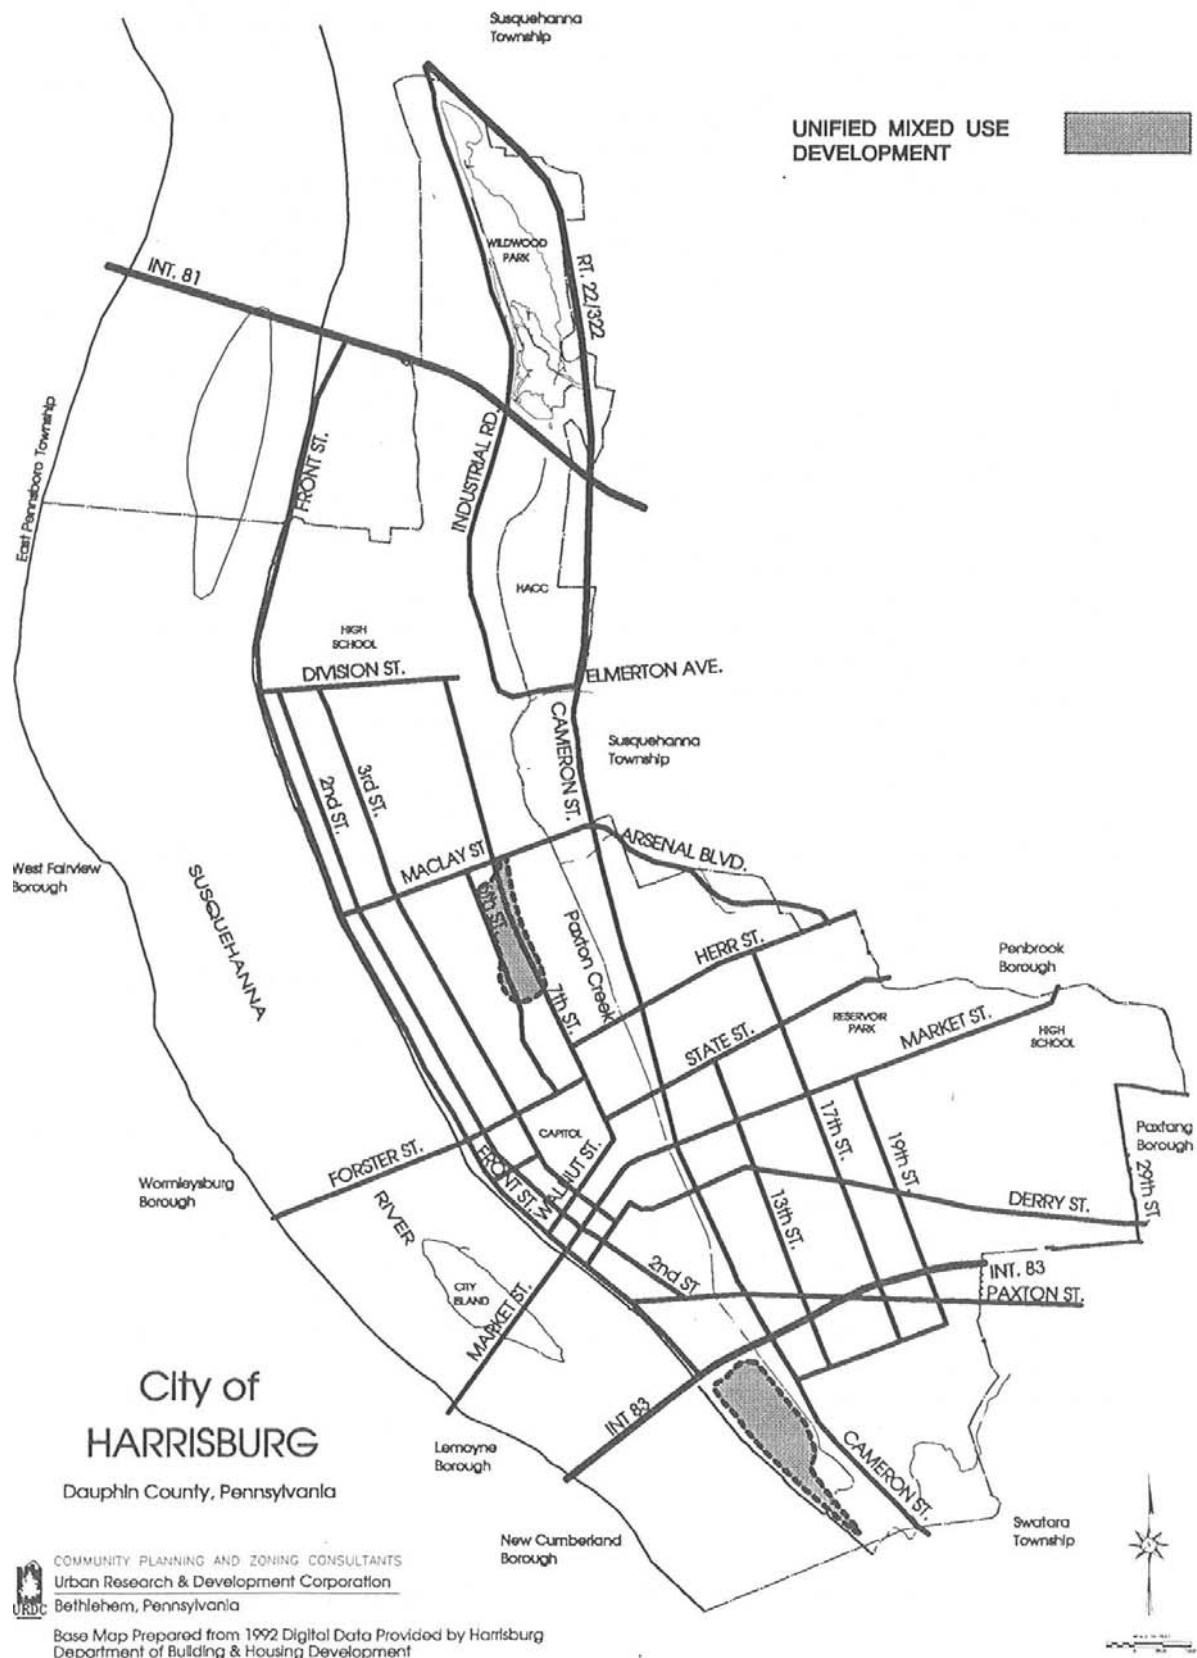 Susquehanna
Township
UNIFIED MIXED USE
DEVELOPMENT
WILDWOOD
PARK
INT. 81
RT. 22/322
East Pennsboro Township
FRONT ST.
INDUSTRIAL RD.
HACC
HIGH
SCHOOL
DIVISION ST.
ELMERTON AVE.
CAMERON ST.
Susquehanna
Township
2nd ST.
3rd ST.
MACLAY ST
ARSENAL BLVD.
West Fairview
Borough
SUSQUEHANNA
6th ST.
Paxton Creek
HERR ST.
Penbrook
Borough
7th ST.
RESERVOIR
PARK
MARKET ST.
HIGH
SCHOOL
STATE ST.
CAPITOL
17th ST.
19th ST.
Paxtang
Borough
FORSTER ST.
FRONT ST.
WALNUT ST.
Wormleysburg
Borough
RIVER
13th ST.
DERRY ST.
29th ST.
2nd ST
INT. 83
PAXTON ST.
CITY
ISLAND
MARKET ST.
City of
HARRISBURG
Dauphin County, Pennsylvania
INT 83
Lemoyne
Borough
CAMERON ST.
New Cumberland
Borough
Swatara
Township
COMMUNITY PLANNING AND ZONING CONSULTANTS
Urban Research & Development Corporation
URDC
Bethlehem, Pennsylvania
Base Map Prepared from 1992 Digital Data Provided by Harrisburg
Department of Building & Housing Development